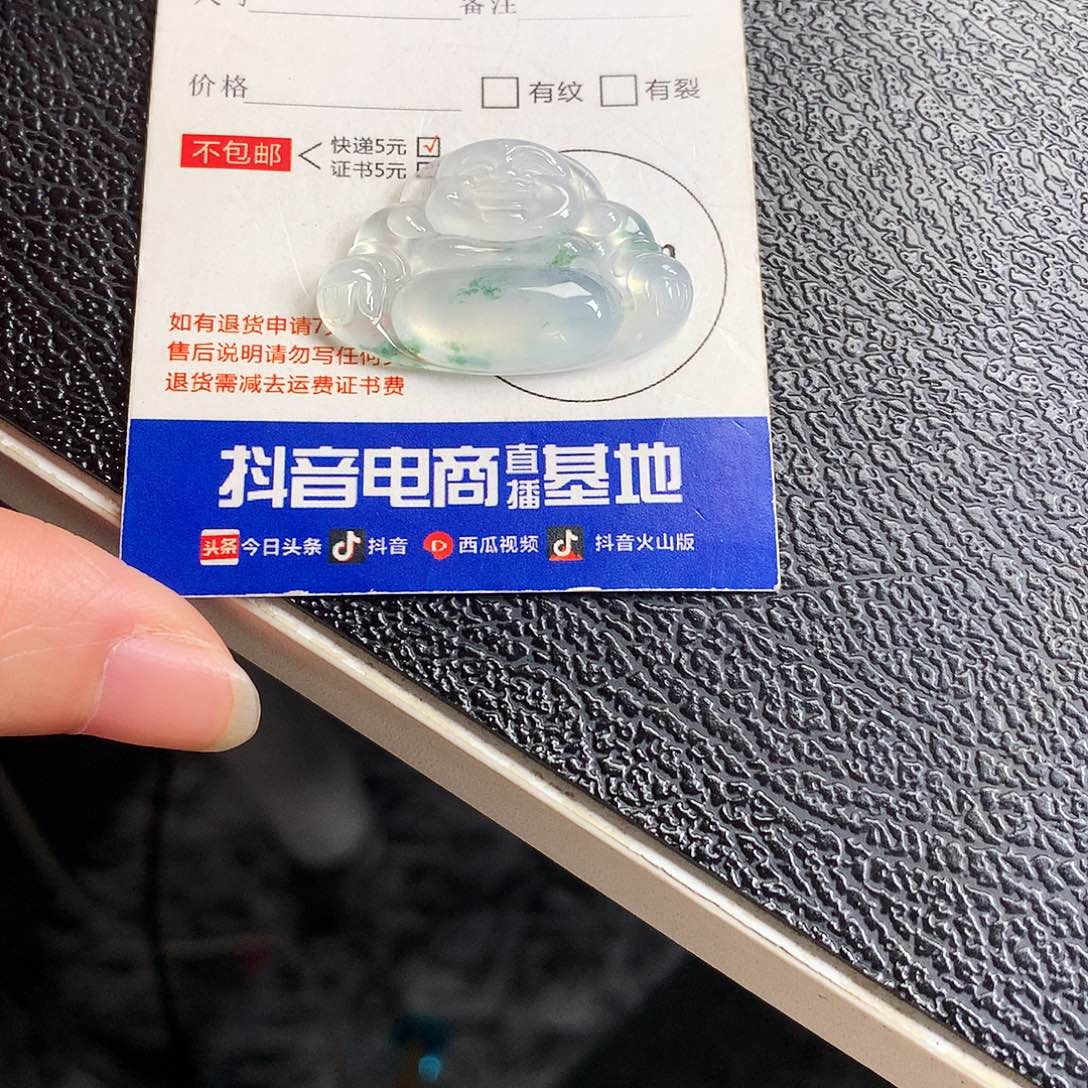 尺寸 备注
价格 有纹 有裂
不包邮 快递5元
证书5元
如有退货申请7
售后说明请勿写任何
退货需减去运费证书费
抖音电商直播基地
头条 今日头条 抖音 西瓜视频 抖音火山版